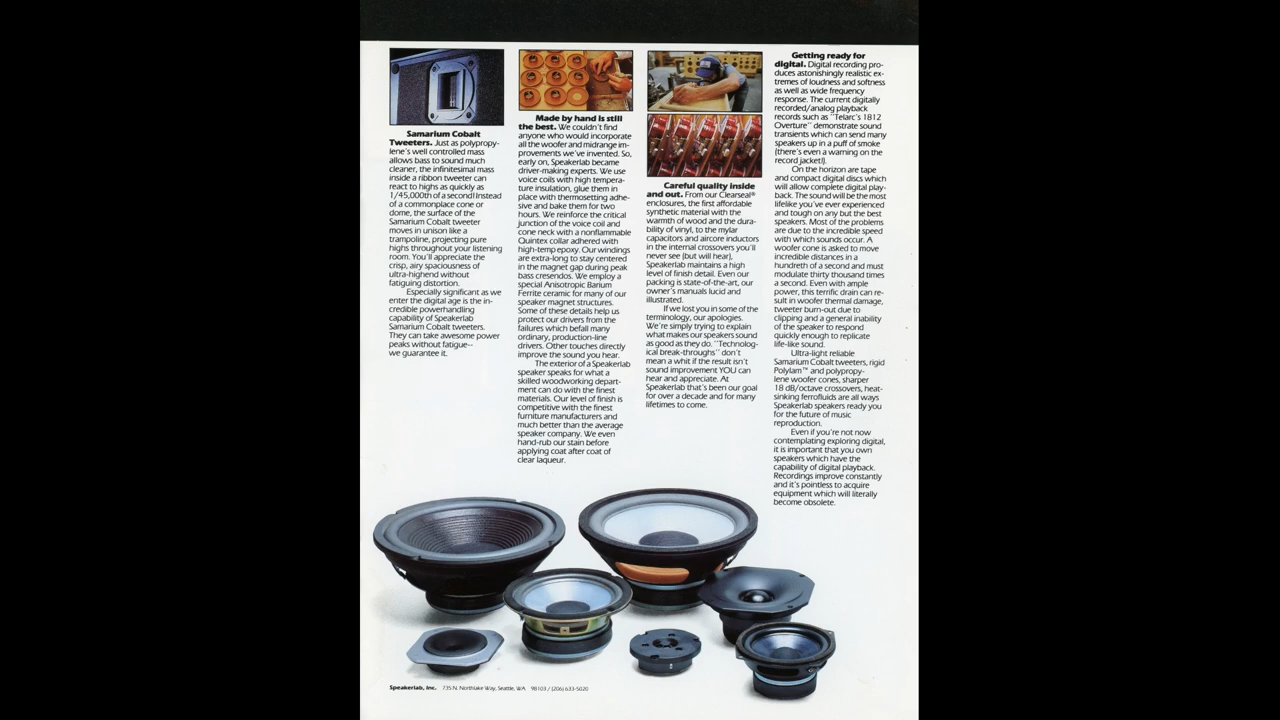 Samarium Cobalt
Tweeters. Just as polypropy-
lene's well controlled mass
allows bass to sound much
cleaner, the infinitesimal mass
inside a ribbon tweeter can
react to highs as quickly as
1/45,000th of a second! Instead
of a commonplace cone or
dome, the surface of the
Samarium Cobalt tweeter
moves in unison like a
trampoline, projecting pure
highs throughout your listening
room. You'll appreciate the
crisp, airy spaciousness of
ultra-highend without
fatiguing distortion.
Especially significant as we
enter the digital age is the in-
credible powerhandling
capability of Speakerlab
Samarium Cobalt tweeters.
They can take awesome power
peaks without fatigue--
we guarantee it.
Made by hand is still
the best. We couldn't find
anyone who would incorporate
all the woofer and midrange im-
provements we've invented. So,
early on, Speakerlab became
driver-making experts. We use
voice coils with high tempera-
ture insulation, glue them in
place with thermosetting adhe-
sive and bake them for two
hours. We reinforce the critical
junction of the voice coil and
cone neck with a nonflammable
Quintex collar adhered with
high-temp epoxy. Our windings
are extra-long to stay centered
in the magnet gap during peak
bass cresendos. We employ a
special Anisotropic Barium
Ferrite ceramic for many of our
speaker magnet structures.
Some of these details help us
protect our drivers from the
failures which befall many
ordinary, production-line
drivers. Other touches directly
improve the sound you hear.
The exterior of a Speakerlab
speaker speaks for what a
skilled woodworking depart-
ment can do with the finest
materials. Our level of finish is
competitive with the finest
furniture manufacturers and
much better than the average
speaker company. We even
hand-rub our stain before
applying coat after coat of
clear laqueur.
Careful quality inside
and out. From our Clearseal®
enclosures, the first affordable
synthetic material with the
warmth of wood and the dura-
bility of vinyl, to the mylar
capacitors and aircore inductors
in the internal crossovers you'll
never see (but will hear),
Speakerlab maintains a high
level of finish detail. Even our
packing is state-of-the-art, our
owner's manuals lucid and
illustrated.
If we lost you in some of the
terminology, our apologies.
We're simply trying to explain
what makes our speakers sound
as good as they do. "Technolog-
ical break-throughs" don't
mean a whit if the result isn't
sound improvement YOU can
hear and appreciate. At
Speakerlab that's been our goal
for over a decade and for many
lifetimes to come.
Getting ready for
digital. Digital recording pro-
duces astonishingly realistic ex-
tremes of loudness and softness
as well as wide frequency
response. The current digitally
recorded/analog playback
records such as "Telarc's 1812
Overture" demonstrate sound
transients which can send many
speakers up in a puff of smoke
(there's even a warning on the
record jacket!).
On the horizon are tape
and compact digital discs which
will allow complete digital play-
back. The sound will be the most
lifelike you've ever experienced
and tough on any but the best
speakers. Most of the problems
are due to the incredible speed
with which sounds occur. A
woofer cone is asked to move
incredible distances in a
hundreth of a second and must
modulate thirty thousand times
a second. Even with ample
power, this terrific drain can re-
sult in woofer thermal damage,
tweeter burn-out due to
clipping and a general inability
of the speaker to respond
quickly enough to replicate
life-like sound.
Ultra-light reliable
Samarium Cobalt tweeters, rigid
Polylam™ and polypropy-
lene woofer cones, sharper
18 dB/octave crossovers, heat-
sinking ferrofluids are all ways
Speakerlab speakers ready you
for the future of music
reproduction.
Even if you're not now
contemplating exploring digital,
it is important that you own
speakers which have the
capability of digital playback.
Recordings improve constantly
and it's pointless to acquire
equipment which will literally
become obsolete.
Speakerlab, Inc. 735 N. Northlake Way, Seattle, WA 98103 / (206) 633-5020